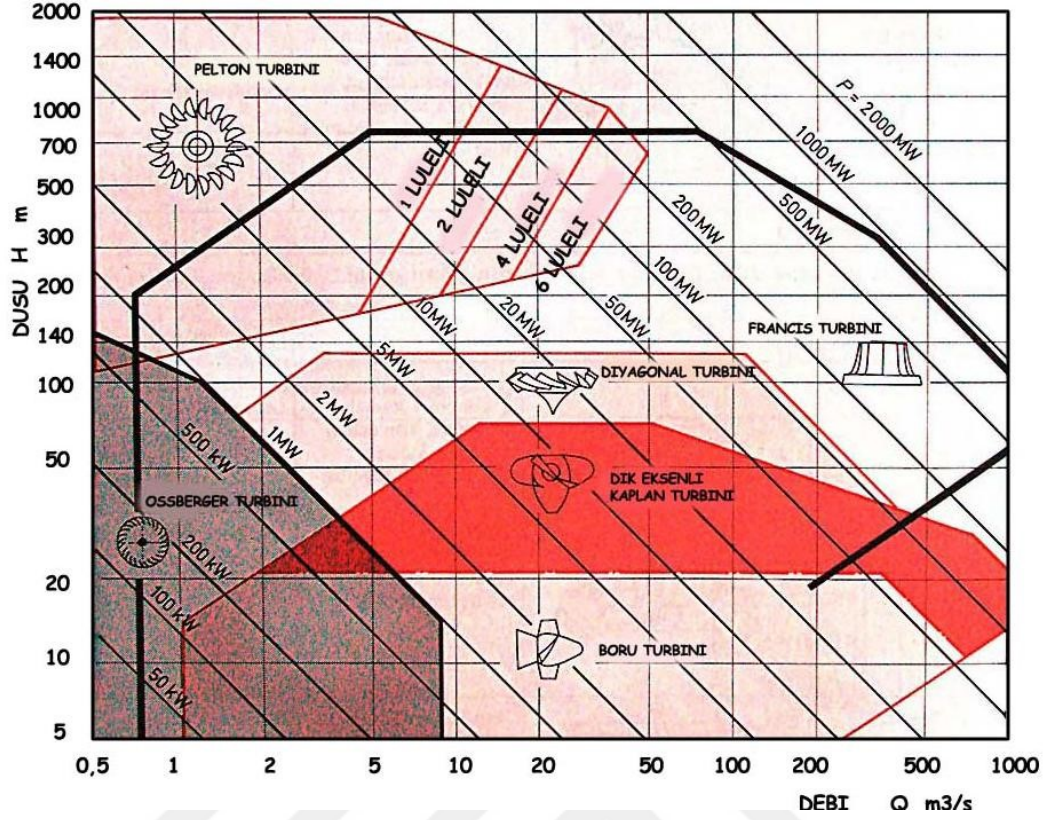 2000
1400
1000
700
500
300
200
140
100
50
20
10
5
DUSU H m
PELTON TURBINI
1 LULELI
2 LULELI
4 LULELI
6 LULELI
P = 2000 MW
1000 MW
500 MW
200 MW
100 MW
50 MW
20 MW
10 MW
5 MW
2 MW
1 MW
500 kW
200 kW
100 kW
50 kW
FRANCIS TURBINI
DIYAGONAL TURBINI
DIK EKSENLI
KAPLAN TURBINI
OSSBERGER TURBINI
BORU TURBINI
0,5 1 2 5 10 20 50 100 200 500 1000
DEBI Q m3/s